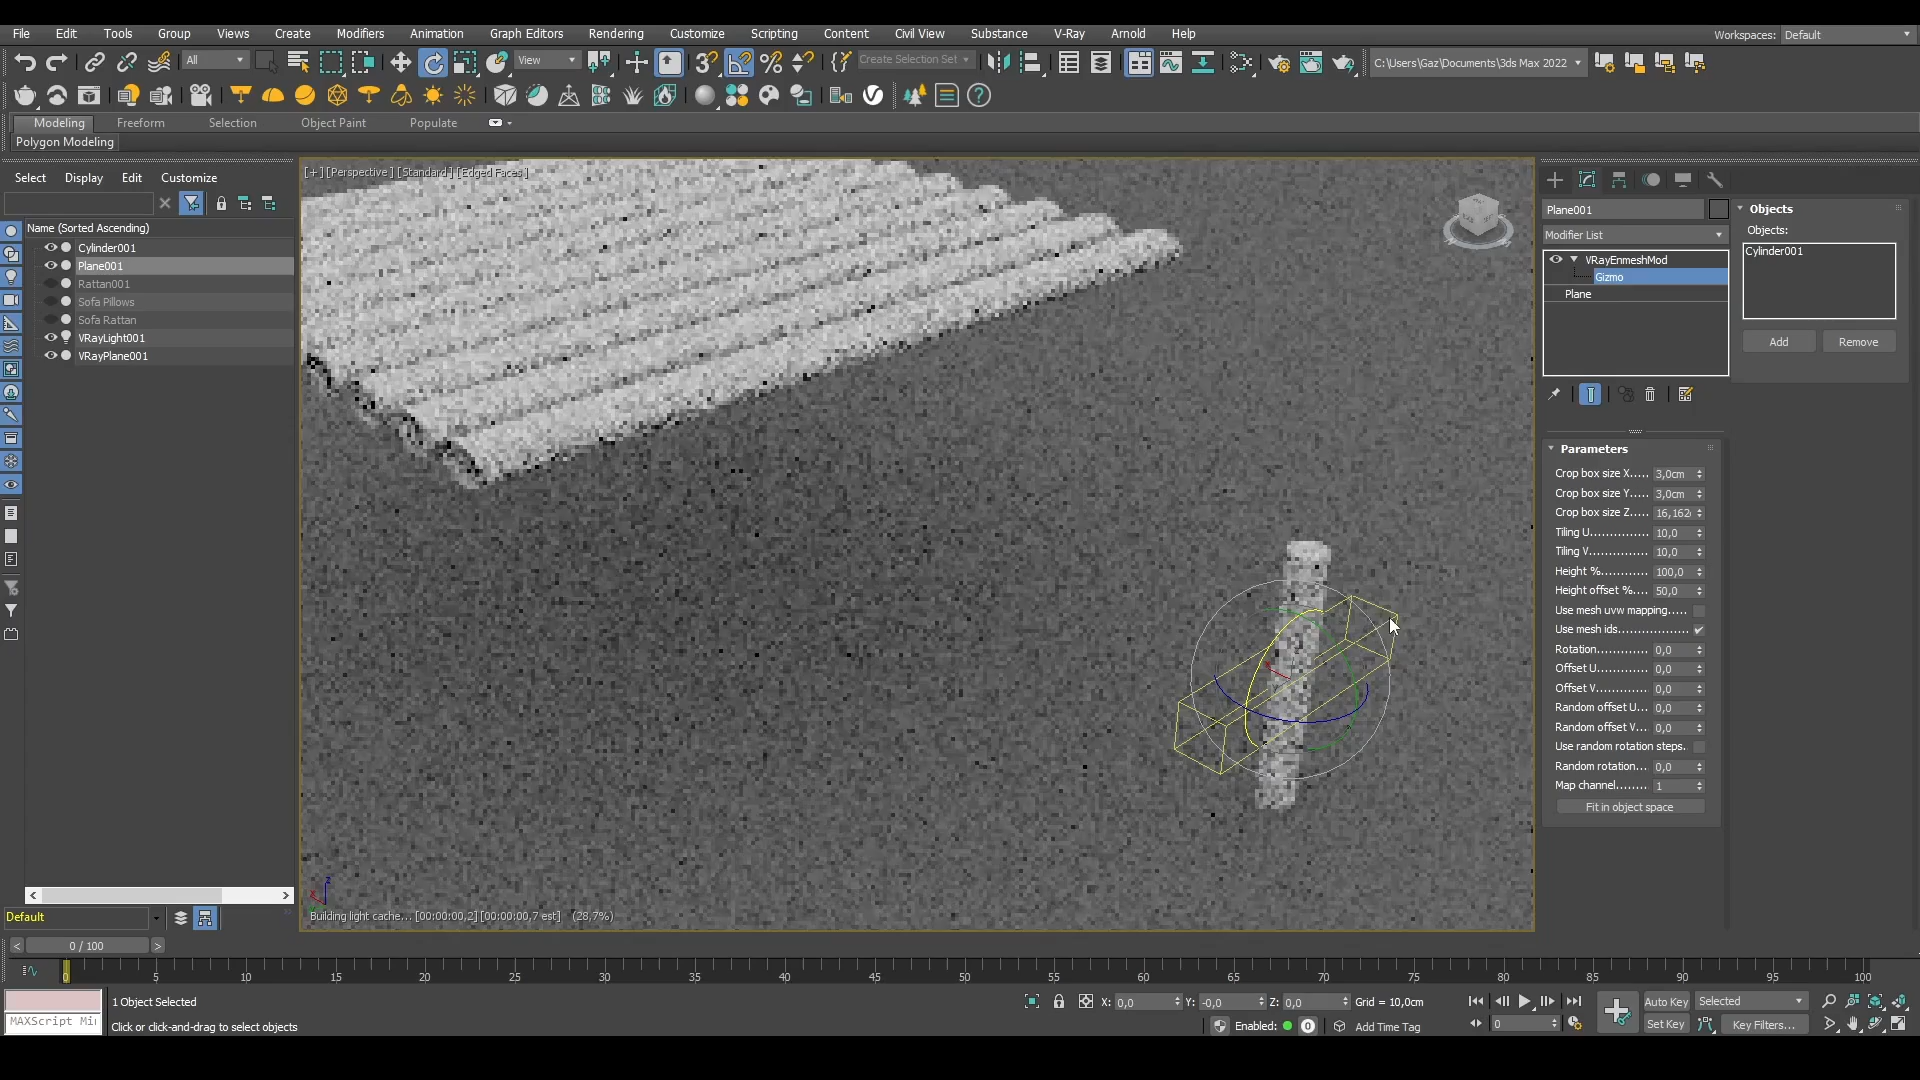 File Edit Tools Group Views Create Modifiers Animation Graph Editors Rendering Customize Scripting Content Civil View Substance V-Ray Arnold Help Workspaces: Default
All View Create Selection Set C:\Users\Gaz\Documents\3ds Max 2022
Modeling Freeform Selection Object Paint Populate
Polygon Modeling
Select Display Edit Customize
Name (Sorted Ascending)
Cylinder001
Plane001
Rattan001
Sofa Pillows
Sofa Rattan
VRayLight001
VRayPlane001
[+] [Perspective] [Standard] [Edged Faces]
Building light cache... [00:00:00,2] [00:00:00,7 est] (28,7%)
Plane001
Modifier List
VRayEnmeshMod
Gizmo
Plane
Objects
Objects:
Cylinder001
Add Remove
Parameters
Crop box size X..... 3,0cm
Crop box size Y..... 3,0cm
Crop box size Z..... 16,162
Tiling U............... 10,0
Tiling V............... 10,0
Height %............ 100,0
Height offset %.... 50,0
Use mesh uvw mapping.....
Use mesh ids...................
Rotation............ 0,0
Offset U............. 0,0
Offset V............. 0,0
Random offset U... 0,0
Random offset V... 0,0
Use random rotation steps.
Random rotation... 0,0
Map channel........ 1
Fit in object space
Default
< 0 / 100 >
0 5 10 15 20 25 30 35 40 45 50 55 60 65 70 75 80 85 90 95 100
1 Object Selected
MAXScript Mi
Click or click-and-drag to select objects
X: 0,0 Y: -0,0 Z: 0,0 Grid = 10,0cm
Enabled: 0 Add Time Tag
0
Auto Key Selected
Set Key Key Filters...